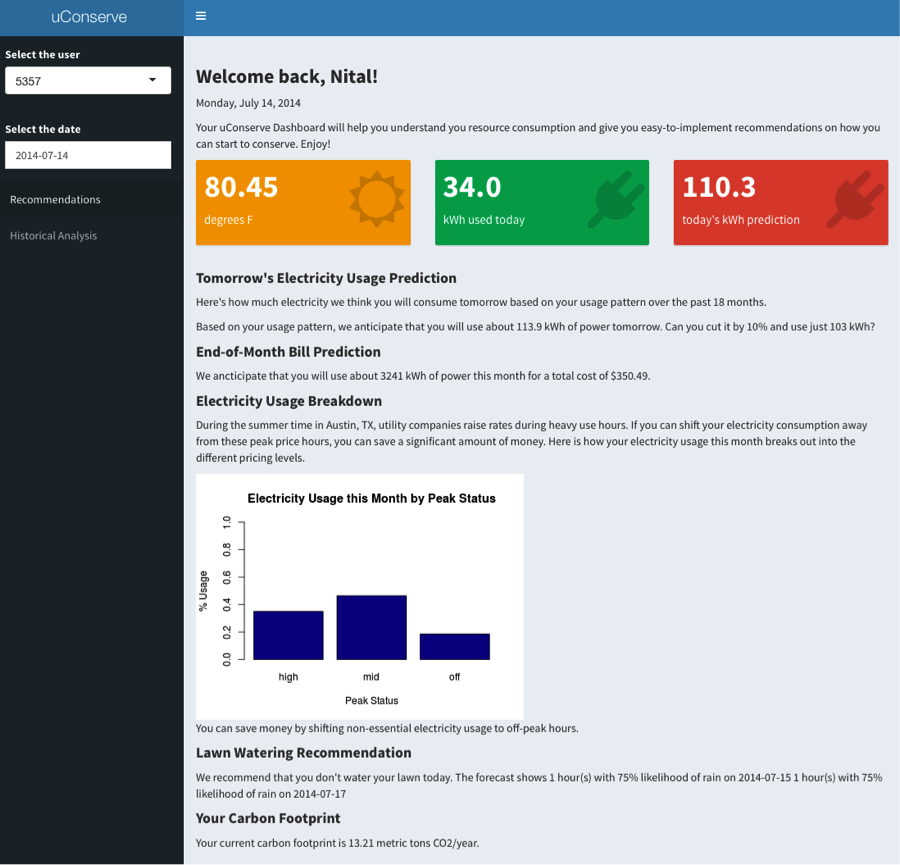 uConserve
Select the user
5357
Select the date
2014-07-14
Recommendations
Historical Analysis
Welcome back, Nital!
Monday, July 14, 2014
Your uConserve Dashboard will help you understand you resource consumption and give you easy-to-implement recommendations on how you
can start to conserve. Enjoy!
80.45
degrees F
34.0
kWh used today
110.3
today's kWh prediction
Tomorrow's Electricity Usage Prediction
Here's how much electricity we think you will consume tomorrow based on your usage pattern over the past 18 months.
Based on your usage pattern, we anticipate that you will use about 113.9 kWh of power tomorrow. Can you cut it by 10% and use just 103 kWh?
End-of-Month Bill Prediction
We ancticipate that you will use about 3241 kWh of power this month for a total cost of $350.49.
Electricity Usage Breakdown
During the summer time in Austin, TX, utility companies raise rates during heavy use hours. If you can shift your electricity consumption away
from these peak price hours, you can save a significant amount of money. Here is how your electricity usage this month breaks out into the
different pricing levels.
Electricity Usage this Month by Peak Status
% Usage
1.0
0.8
0.6
0.4
0.2
0.0
high mid off
Peak Status
You can save money by shifting non-essential electricity usage to off-peak hours.
Lawn Watering Recommendation
We recommend that you don't water your lawn today. The forecast shows 1 hour(s) with 75% likelihood of rain on 2014-07-15 1 hour(s) with 75%
likelihood of rain on 2014-07-17
Your Carbon Footprint
Your current carbon footprint is 13.21 metric tons CO2/year.